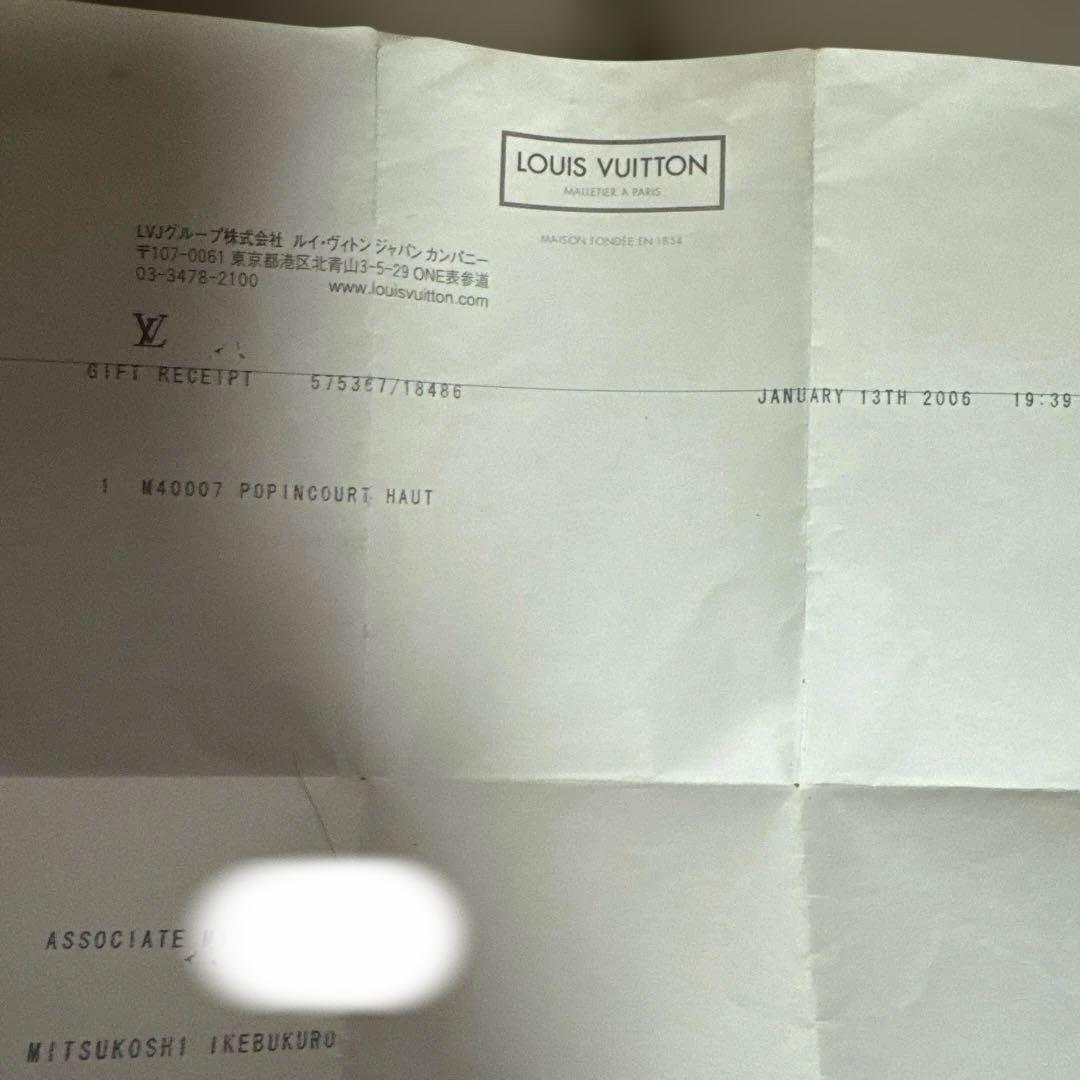 LOUIS VUITTON
MALLETIER A PARIS
MAISON FONDÉE EN 1854
LVJグループ株式会社 ルイ・ヴィトン ジャパン カンパニー
〒107-0061 東京都港区北青山3-5-29 ONE表参道
03-3478-2100 www.louisvuitton.com
LV
GIFT RECEIPT 575367/18486 JANUARY 13TH 2006 19:39
1 M40007 POPINCOURT HAUT
ASSOCIATE
MITSUKOSHI IKEBUKURO